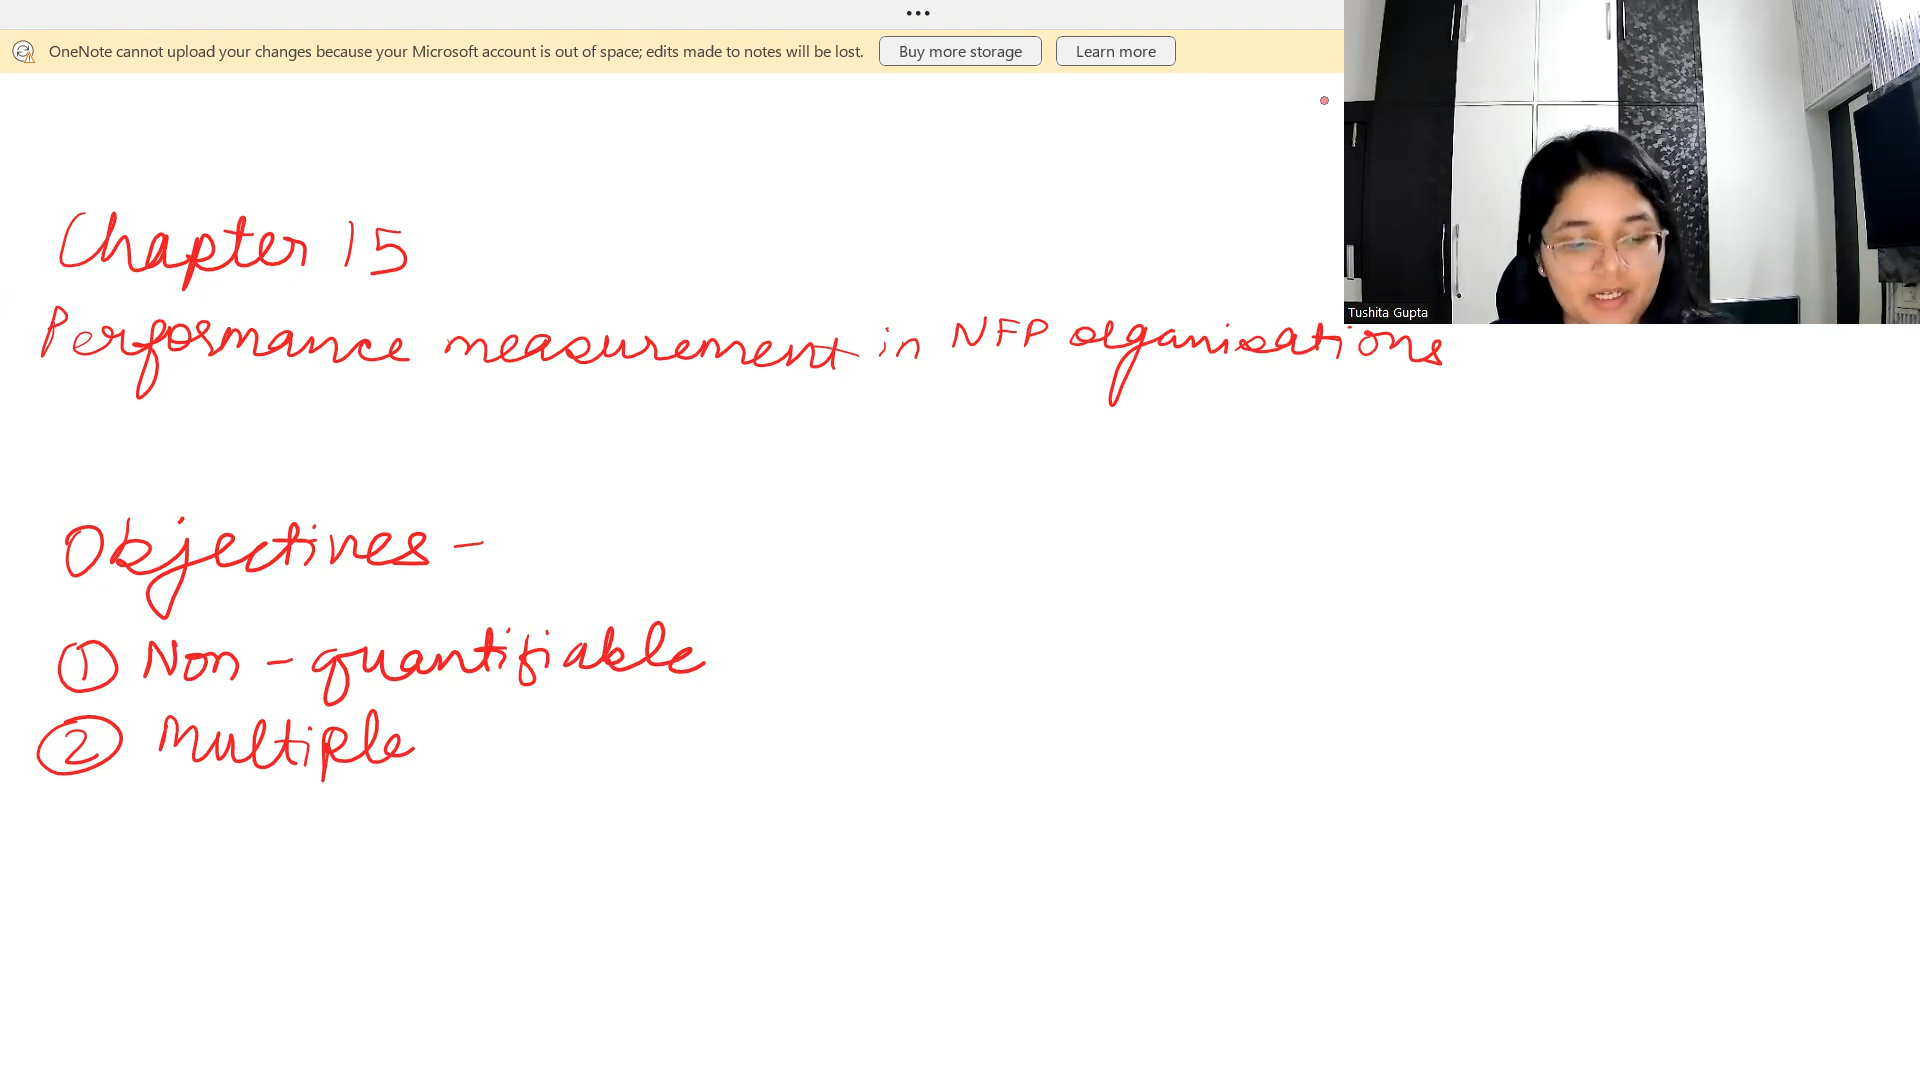 •••
OneNote cannot upload your changes because your Microsoft account is out of space; edits made to notes will be lost. Buy more storage Learn more
Tushita Gupta
Chapter 15
Performance measurement in NFP organisations
Objectives -
① Non - quantifiable
② Multiple